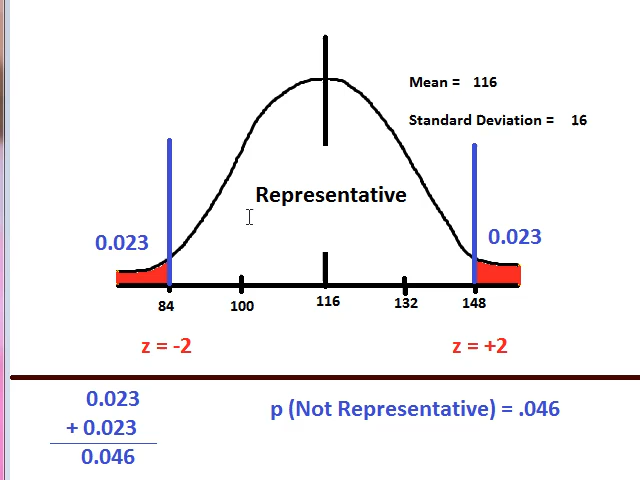 Mean = 116
Standard Deviation = 16
Representative
0.023
0.023
84 100 116 132 148
z = -2
z = +2
0.023
+ 0.023
0.046
p (Not Representative) = .046